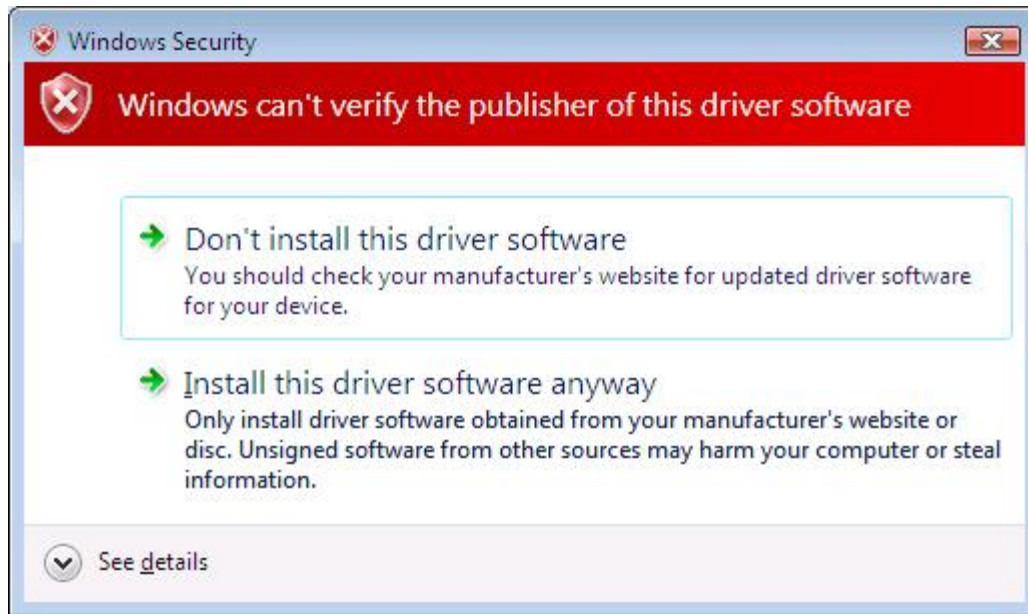 Windows Security
Windows can't verify the publisher of this driver software
Don't install this driver software
You should check your manufacturer's website for updated driver software
for your device.
Install this driver software anyway
Only install driver software obtained from your manufacturer's website or
disc. Unsigned software from other sources may harm your computer or steal
information.
See details